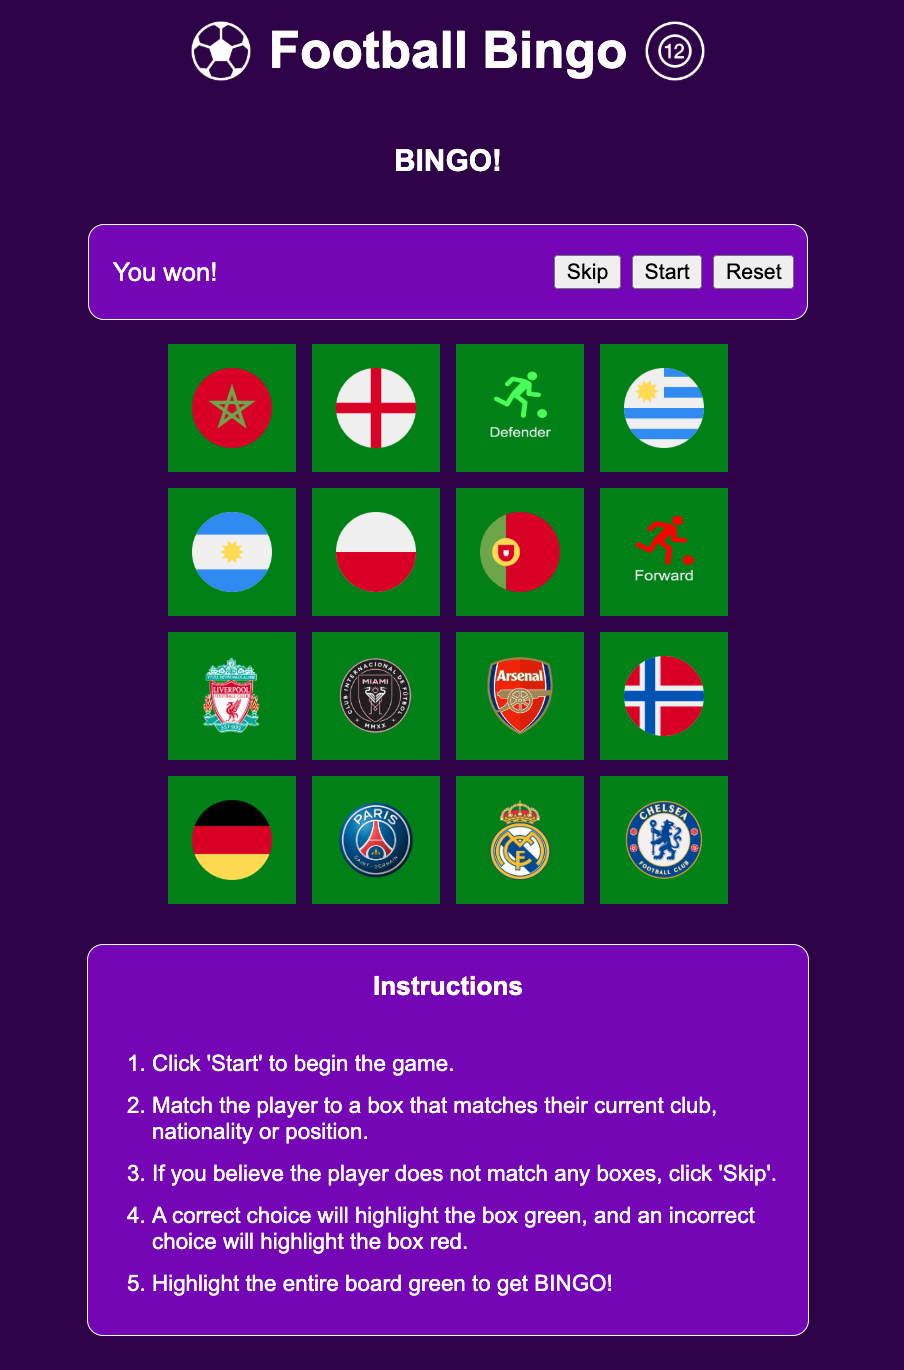 Football Bingo 12
BINGO!
You won! Skip Start Reset
Defender
Forward
LIVERPOOL
FOOTBALL CLUB
CLUB INTERNACIONAL DE FÚTBOL
MIAMI
MMXX
Arsenal
PARIS
SAINT-GERMAIN
CHELSEA
FOOTBALL CLUB
Instructions
1. Click 'Start' to begin the game.
2. Match the player to a box that matches their current club,
nationality or position.
3. If you believe the player does not match any boxes, click 'Skip'.
4. A correct choice will highlight the box green, and an incorrect
choice will highlight the box red.
5. Highlight the entire board green to get BINGO!